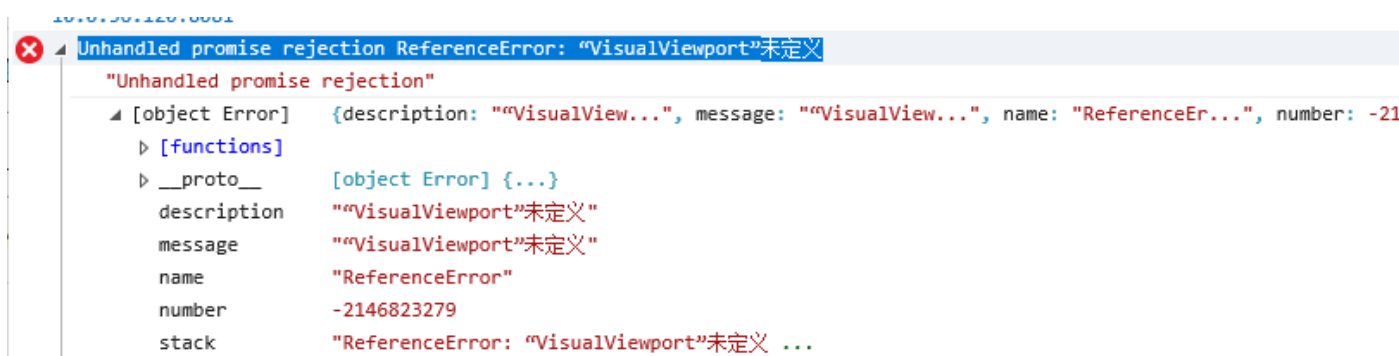 Unhandled promise rejection ReferenceError: “VisualViewport”未定义
"Unhandled promise rejection"
[object Error] {description: "“VisualView...", message: "“VisualView...", name: "ReferenceEr...", number: -21
[functions]
__proto__ [object Error] {...}
description "“VisualViewport”未定义"
message "“VisualViewport”未定义"
name "ReferenceError"
number -2146823279
stack "ReferenceError: “VisualViewport”未定义 ...